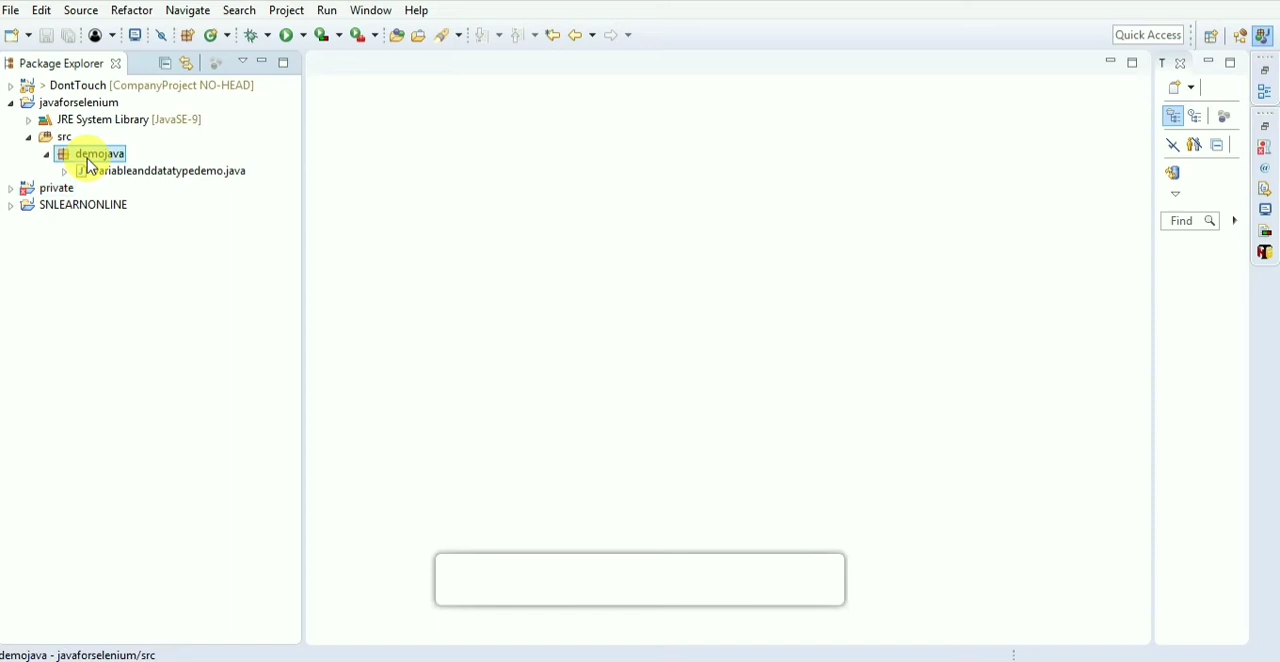 File Edit Source Refactor Navigate Search Project Run Window Help
Quick Access
Package Explorer
> DontTouch [CompanyProject NO-HEAD]
javaforselenium
JRE System Library [JavaSE-9]
src
demojava
variableanddatatypedemo.java
private
SNLEARNONLINE
T
Find
demojava - javaforselenium/src